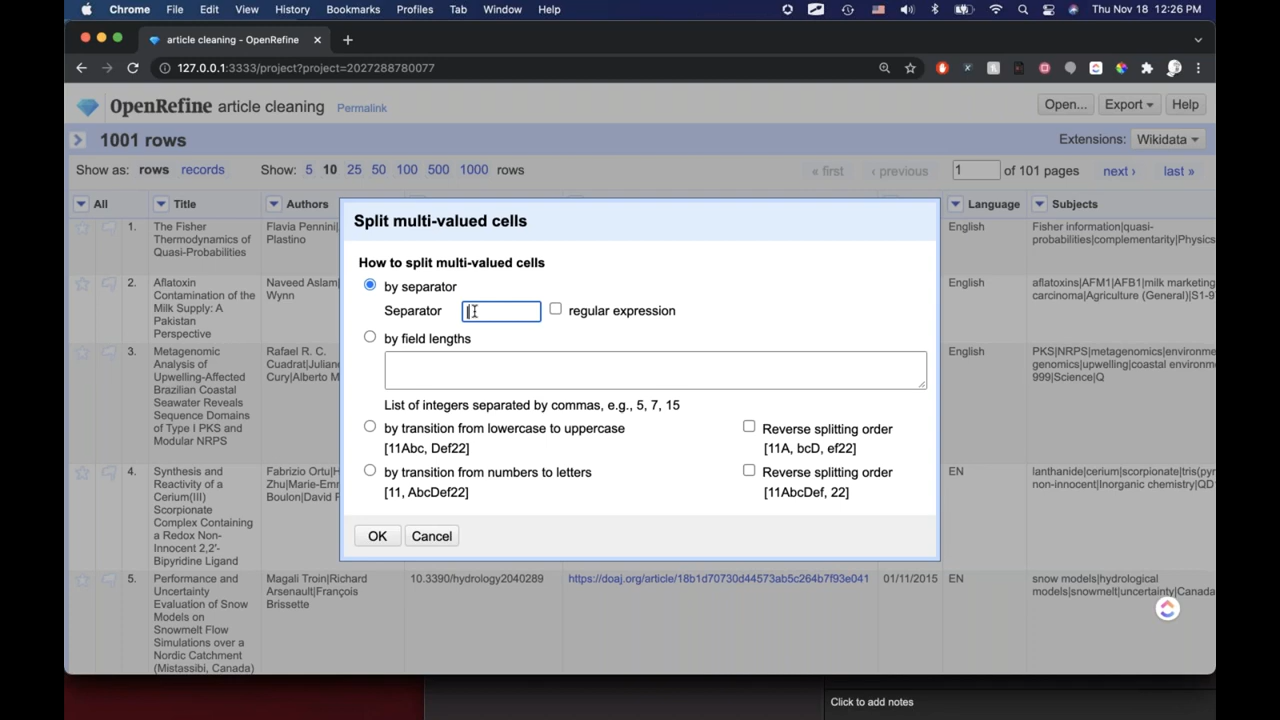 Chrome File Edit View History Bookmarks Profiles Tab Window Help Thu Nov 18 12:26 PM
article cleaning - OpenRefine
127.0.0.1:3333/project?project=2027288780077
OpenRefine article cleaning Permalink Open... Export Help
1001 rows Extensions: Wikidata
Show as: rows records Show: 5 10 25 50 100 500 1000 rows « first ‹ previous 1 of 101 pages next › last »
All Title Authors Language Subjects
1. The Fisher
Thermodynamics of
Quasi-Probabilities
Flavia Pennini|
Plastino
English
Fisher information|quasi-
probabilities|complementarity|Physics
2. Aflatoxin
Contamination of the
Milk Supply: A
Pakistan
Perspective
Naveed Aslam|
Wynn
English
aflatoxins|AFM1|AFB1|milk marketing
carcinoma|Agriculture (General)|S1-9
3. Metagenomic
Analysis of
Upwelling-Affected
Brazilian Coastal
Seawater Reveals
Sequence Domains
of Type I PKS and
Modular NRPS
Rafael R. C.
Cuadrat|Juliane
Cury|Alberto M
English
PKS|NRPS|metagenomics|environme
genomics|upwelling|coastal environm
999|Science|Q
4. Synthesis and
Reactivity of a
Cerium(III)
Scorpionate
Complex Containing
a Redox Non-
Innocent 2,2′-
Bipyridine Ligand
Fabrizio Ortu|H
Zhu|Marie-Emm
Boulon|David F
EN
lanthanide|cerium|scorpionate|tris(pyr
non-innocent|Inorganic chemistry|QD
5. Performance and
Uncertainty
Evaluation of Snow
Models on
Snowmelt Flow
Simulations over a
Nordic Catchment
(Mistassibi, Canada)
Magali Troin|Richard
Arsenault|François
Brissette
10.3390/hydrology2040289
https://doaj.org/article/18b1d70730d44573ab5c264b7f93e041
01/11/2015
EN
snow models|hydrological
models|snowmelt|uncertainty|Canada
Split multi-valued cells
How to split multi-valued cells
by separator
Separator regular expression
by field lengths
List of integers separated by commas, e.g., 5, 7, 15
by transition from lowercase to uppercase Reverse splitting order
[11Abc, Def22] [11A, bcD, ef22]
by transition from numbers to letters Reverse splitting order
[11, AbcDef22] [11AbcDef, 22]
OK Cancel
Click to add notes